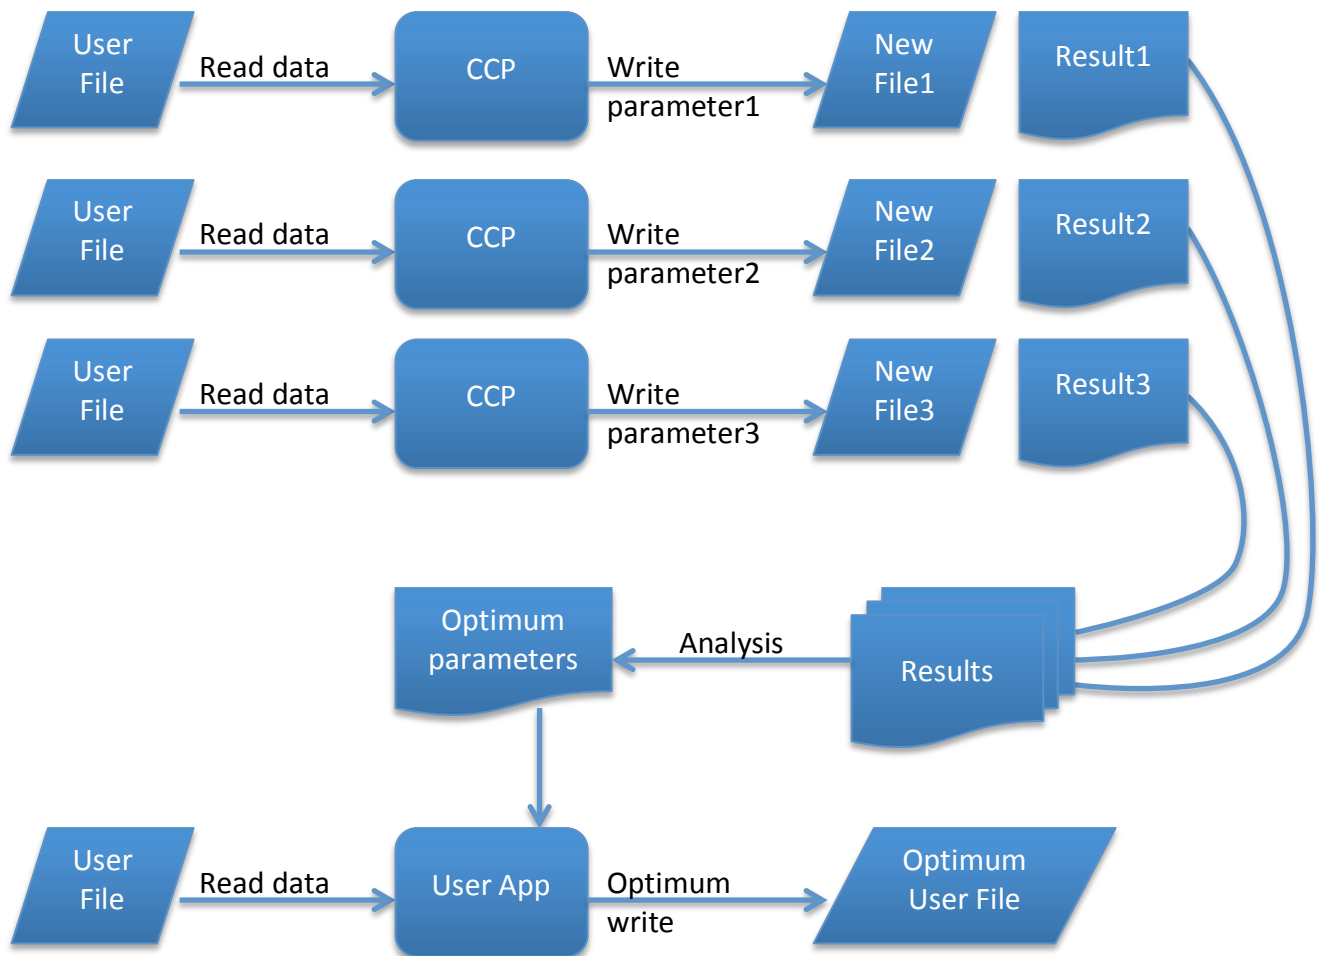 User
File
Read data
CCP
Write
parameter1
New
File1
Result1
User
File
Read data
CCP
Write
parameter2
New
File2
Result2
User
File
Read data
CCP
Write
parameter3
New
File3
Result3
Optimum
parameters
Analysis
Results
User
File
Read data
User App
Optimum
write
Optimum
User File